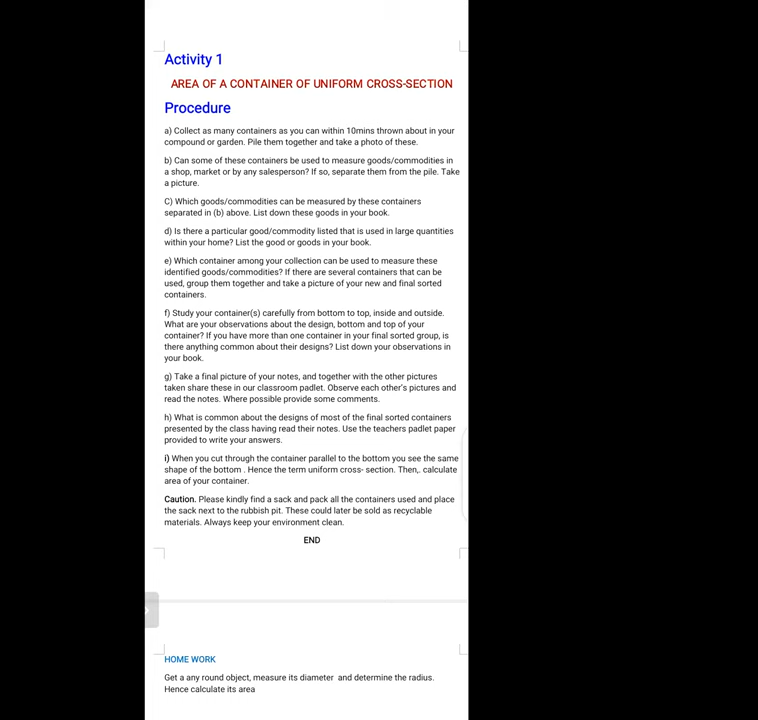 Activity 1
AREA OF A CONTAINER OF UNIFORM CROSS-SECTION
Procedure
a) Collect as many containers as you can within 10mins thrown about in your
compound or garden. Pile them together and take a photo of these.
b) Can some of these containers be used to measure goods/commodities in
a shop, market or by any salesperson? If so, separate them from the pile. Take
a picture.
C) Which goods/commodities can be measured by these containers
separated in (b) above. List down these goods in your book.
d) Is there a particular good/commodity listed that is used in large quantities
within your home? List the good or goods in your book.
e) Which container among your collection can be used to measure these
identified goods/commodities? If there are several containers that can be
used, group them together and take a picture of your new and final sorted
containers.
f) Study your container(s) carefully from bottom to top, inside and outside.
What are your observations about the design, bottom and top of your
container? If you have more than one container in your final sorted group, is
there anything common about their designs? List down your observations in
your book.
g) Take a final picture of your notes, and together with the other pictures
taken share these in our classroom padlet. Observe each other's pictures and
read the notes. Where possible provide some comments.
h) What is common about the designs of most of the final sorted containers
presented by the class having read their notes. Use the teachers padlet paper
provided to write your answers.
i) When you cut through the container parallel to the bottom you see the same
shape of the bottom . Hence the term uniform cross- section. Then,. calculate
area of your container.
Caution. Please kindly find a sack and pack all the containers used and place
the sack next to the rubbish pit. These could later be sold as recyclable
materials. Always keep your environment clean.
END
HOME WORK
Get a any round object, measure its diameter and determine the radius.
Hence calculate its area